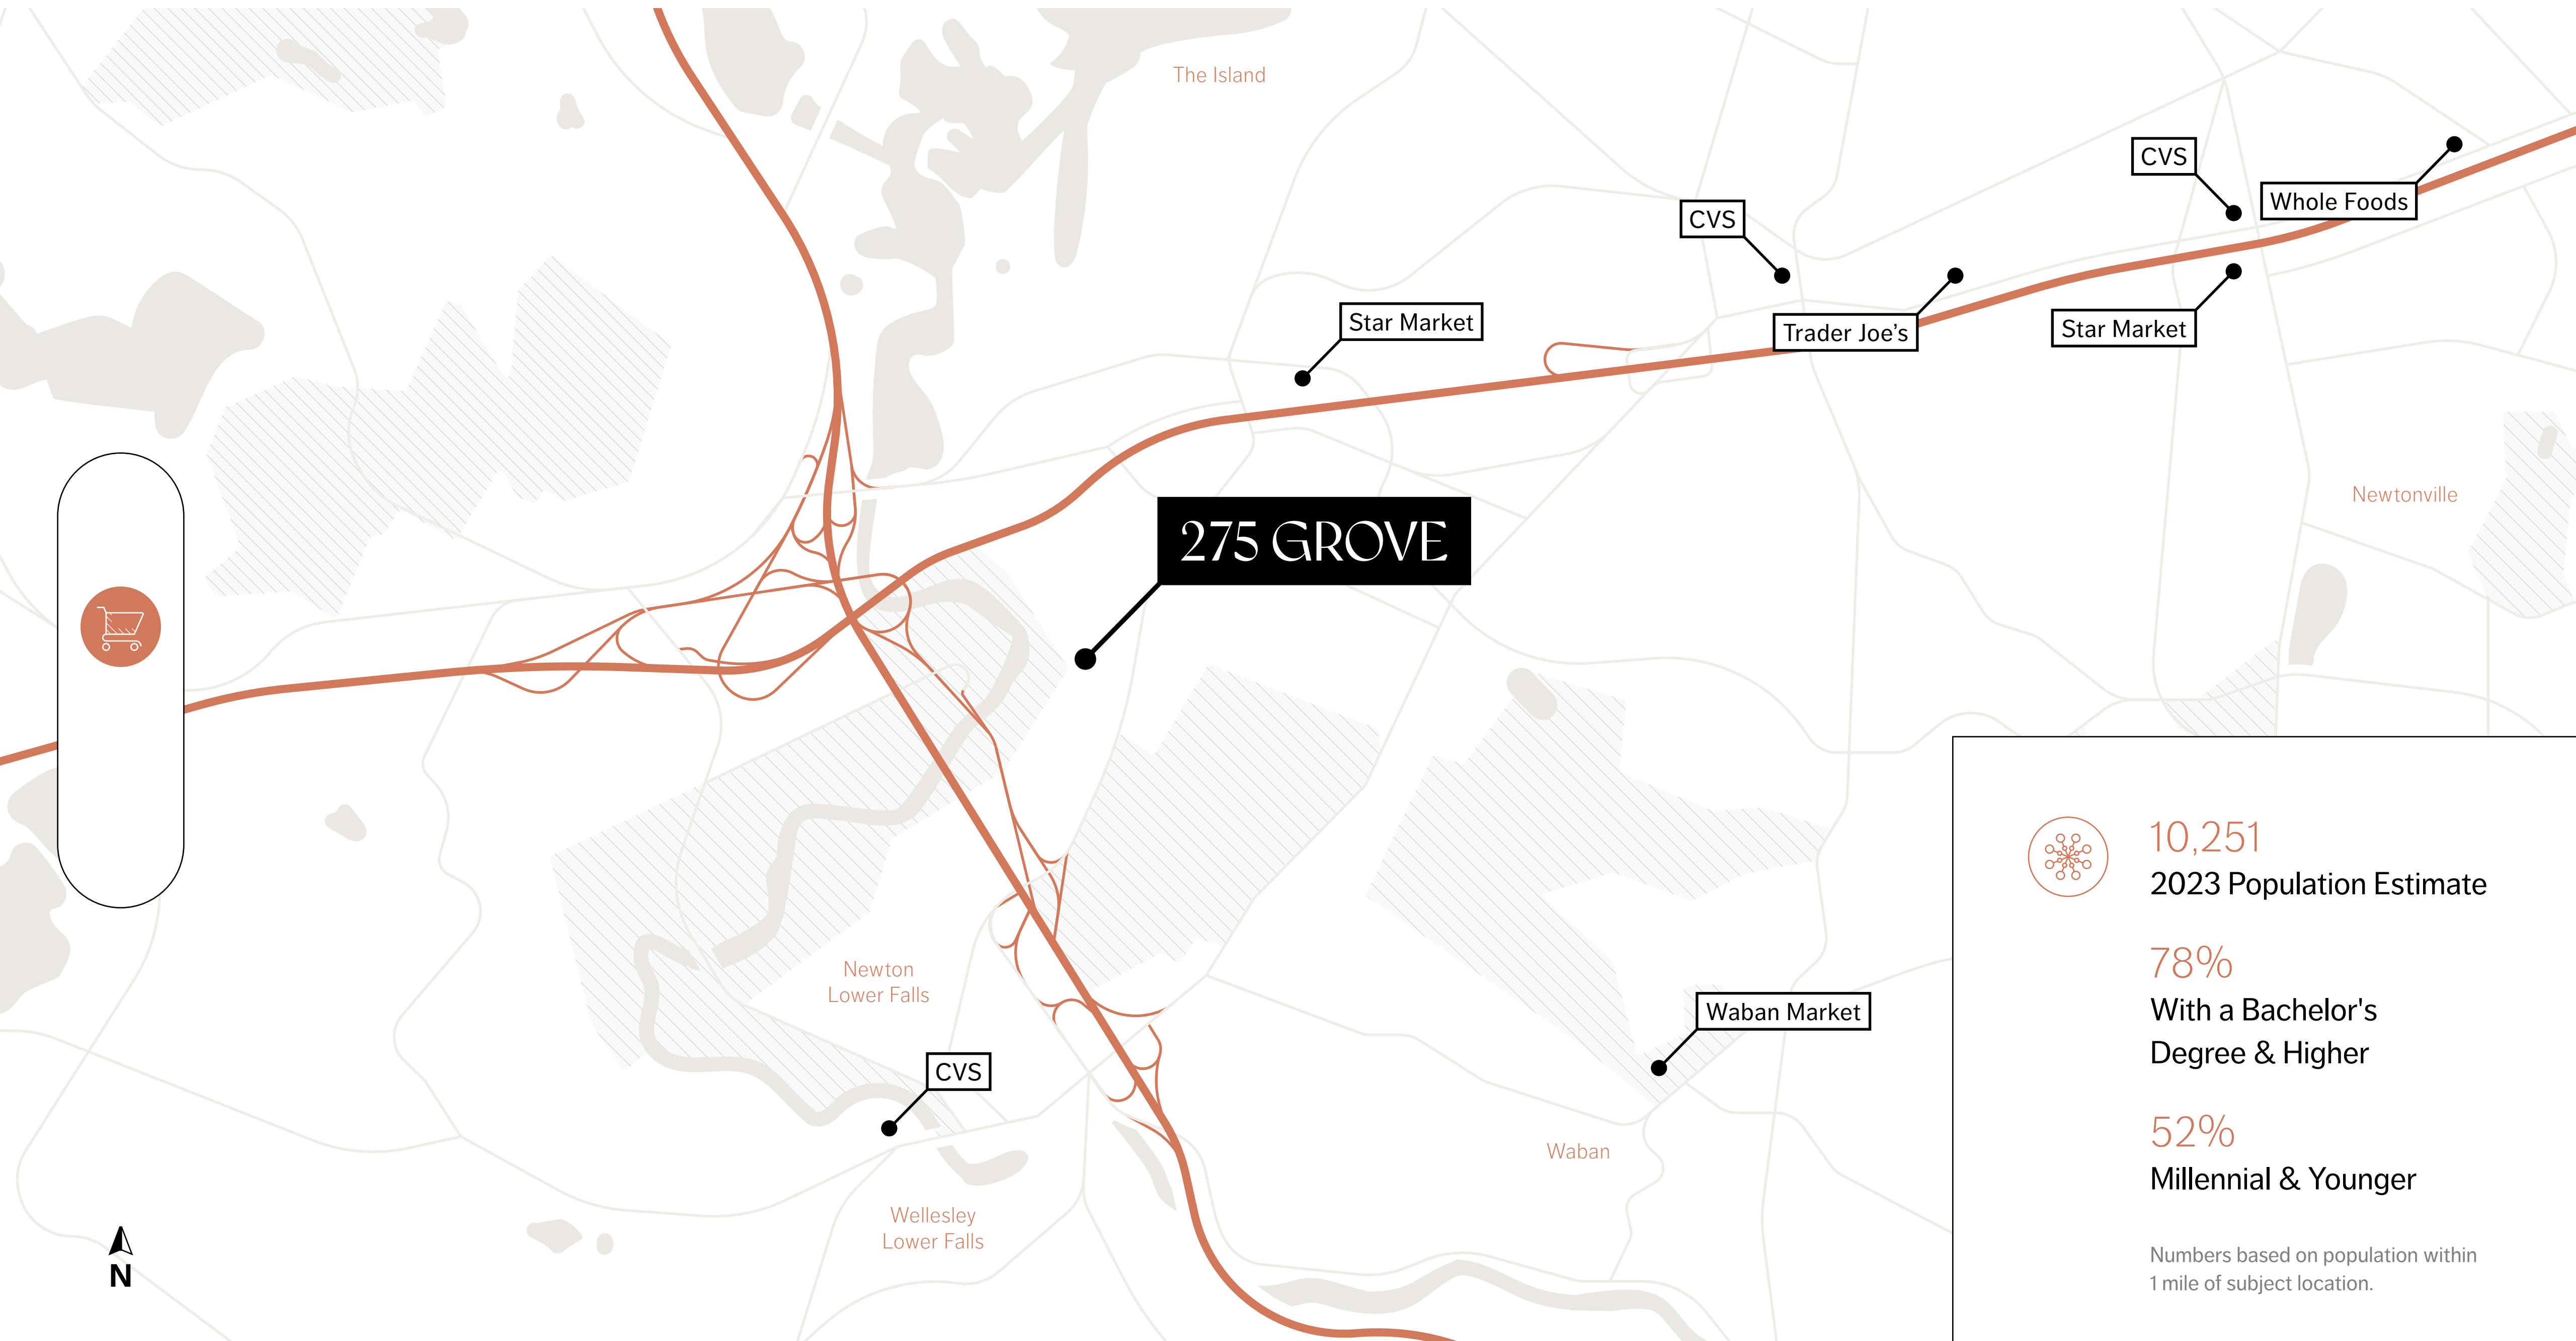 The Island
CVS
Whole Foods
CVS
Star Market
Trader Joe’s
Star Market
Newtonville
275 GROVE
10,251
2023 Population Estimate
78%
With a Bachelor's
Degree & Higher
52%
Millennial & Younger
Numbers based on population within
1 mile of subject location.
Newton
Lower Falls
Waban Market
CVS
Waban
Wellesley
Lower Falls
N